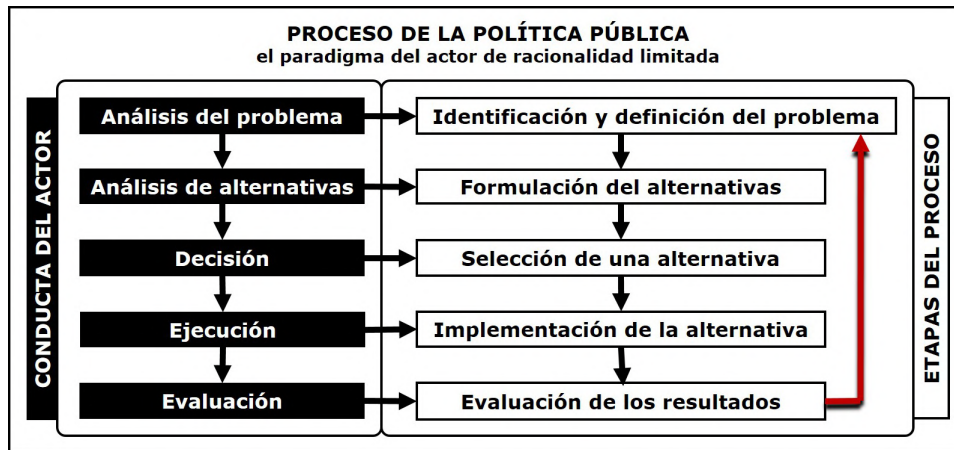 PROCESO DE LA POLÍTICA PÚBLICA
el paradigma del actor de racionalidad limitada
CONDUCTA DEL ACTOR
Análisis del problema
Identificación y definición del problema
Análisis de alternativas
Formulación del alternativas
Decisión
Selección de una alternativa
Ejecución
Implementación de la alternativa
Evaluación
Evaluación de los resultados
ETAPAS DEL PROCESO